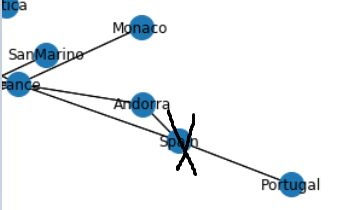 tica
Monaco
SanMarino
ance
Andorra
Spain
Portugal